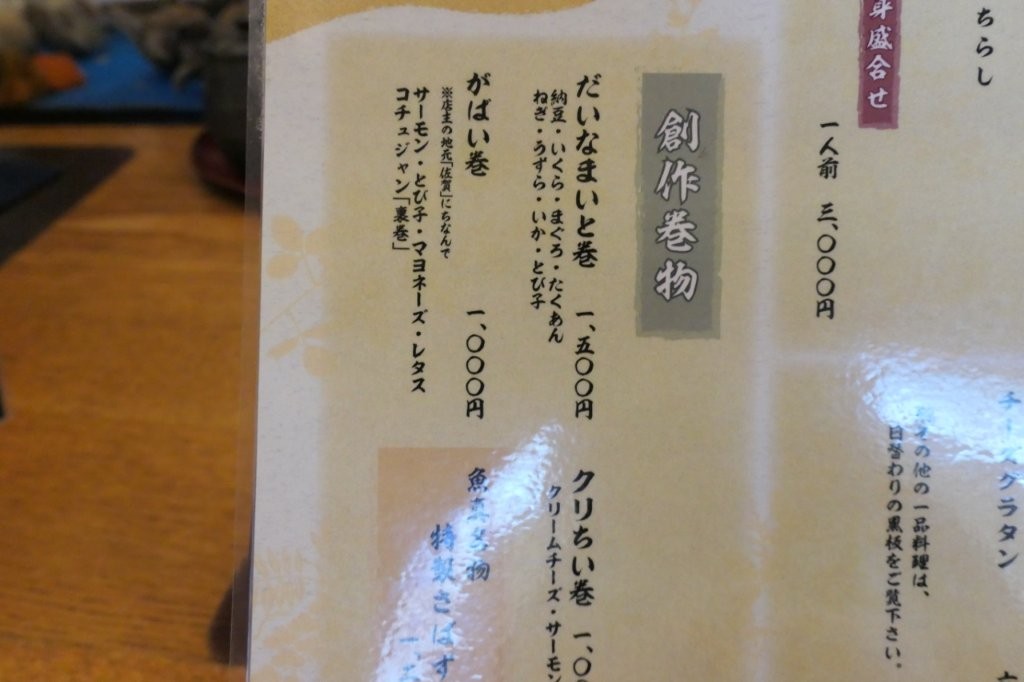 ちらし
身盛合せ
一人前 三、〇〇〇円
チーズグラタン
その他の一品料理は、
日替わりの黒板をご覧下さい。
創作巻物
だいなまいと巻 一、五〇〇円
納豆・いくら・まぐろ・たくあん
ねぎ・うずら・いか・とび子
がばい巻 一、〇〇〇円
※店主の地元「佐賀」にちなんで
サーモン・とび子・マヨネーズ・レタス
コチュジャン「裏巻」
クリちい巻 一、〇
クリームチーズ・サーモン
魚真名物
特製さばず